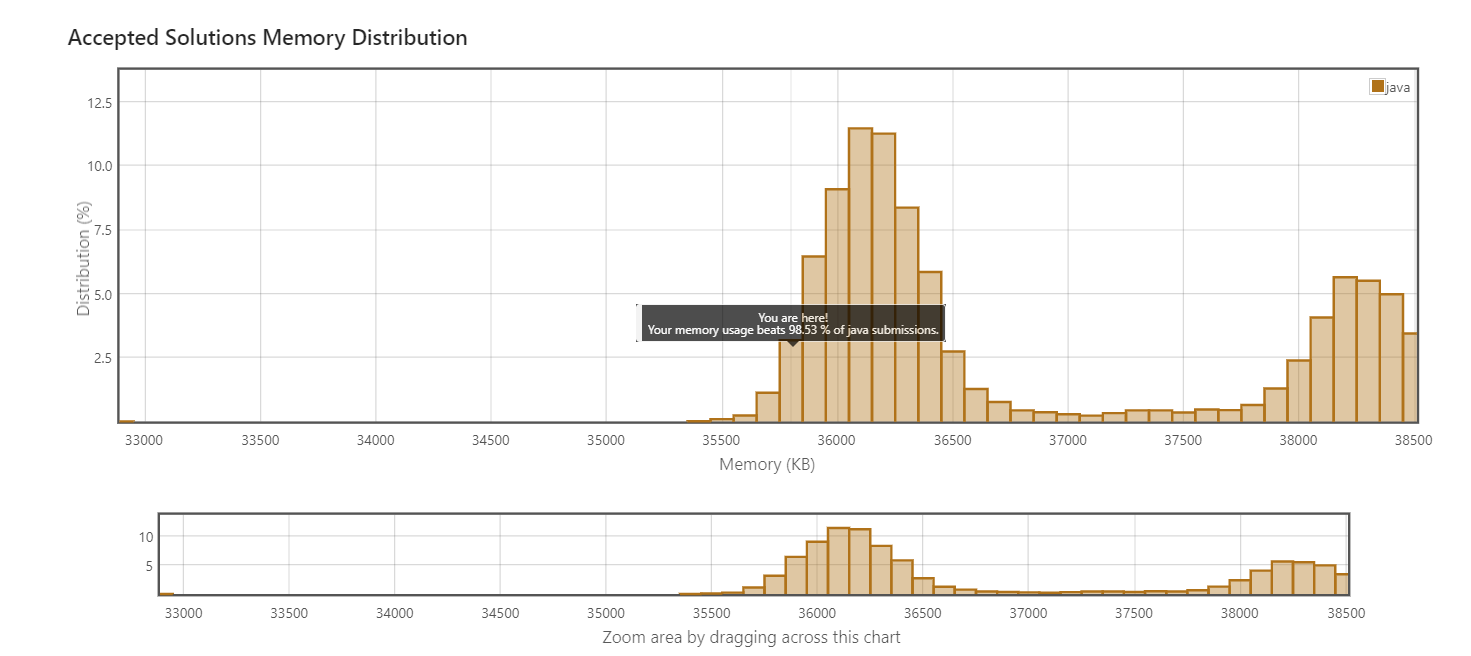 Accepted Solutions Memory Distribution
java
12.5
10.0
7.5
5.0
2.5
Distribution (%)
You are here!
Your memory usage beats 98.53 % of java submissions.
33000 33500 34000 34500 35000 35500 36000 36500 37000 37500 38000 38500
Memory (KB)
10
5
33000 33500 34000 34500 35000 35500 36000 36500 37000 37500 38000 38500
Zoom area by dragging across this chart